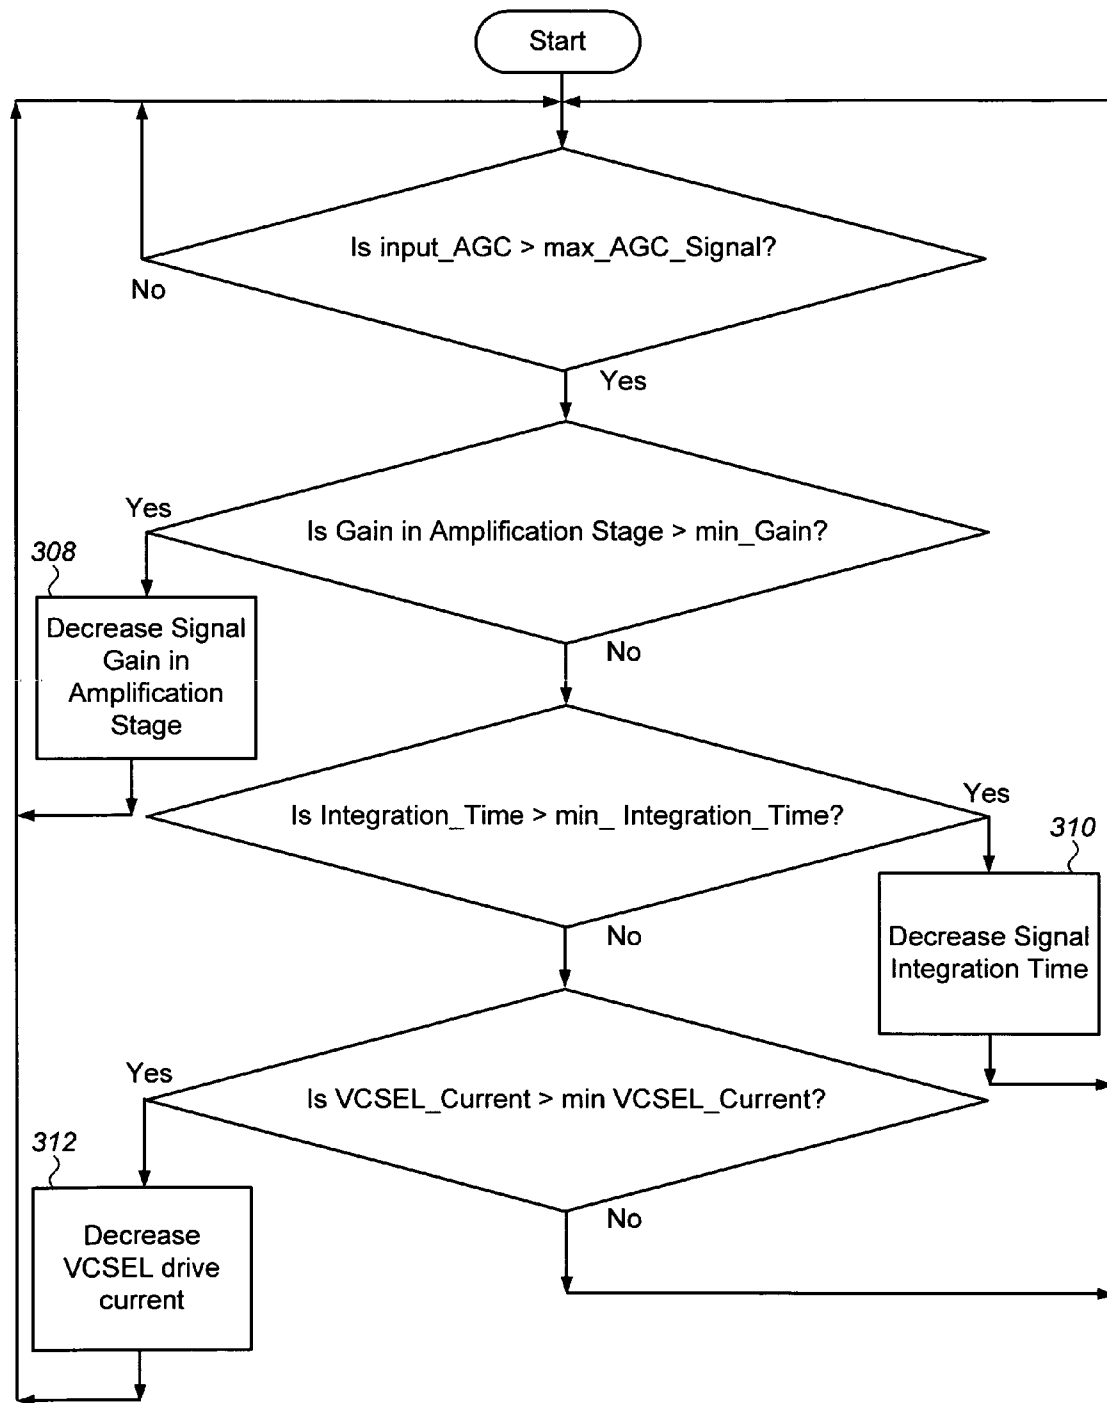 Start
Is input_AGC > max_AGC_Signal?
No
Yes
Yes
Is Gain in Amplification Stage > min_Gain?
308
Decrease Signal
Gain in
Amplification
Stage
No
Is Integration_Time > min_ Integration_Time?
Yes
310
Decrease Signal
Integration Time
No
Yes
Is VCSEL_Current > min VCSEL_Current?
312
Decrease
VCSEL drive
current
No